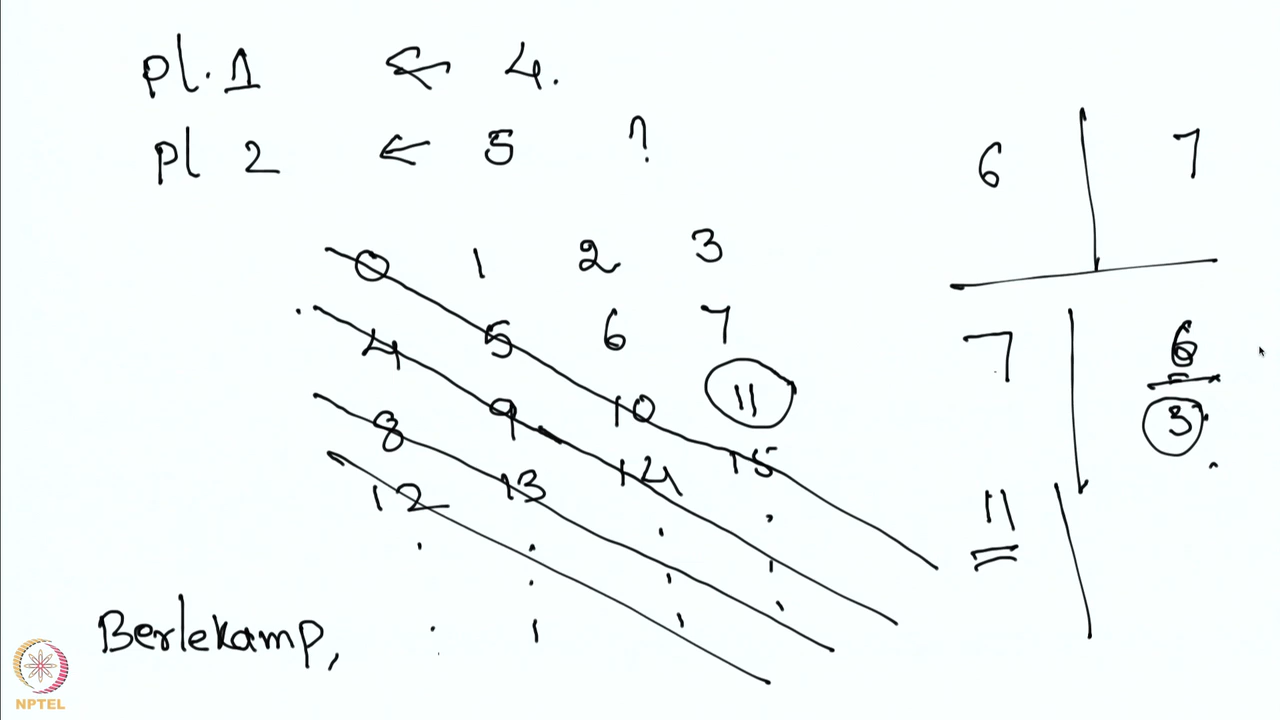 Pl. 1 ← 4.
Pl 2 ← 5 ?
0 1 2 3
4 5 6 7
8 9 10 11
12 13 14 15
Berlekamp,
6 7
7 6
11 3
NPTEL